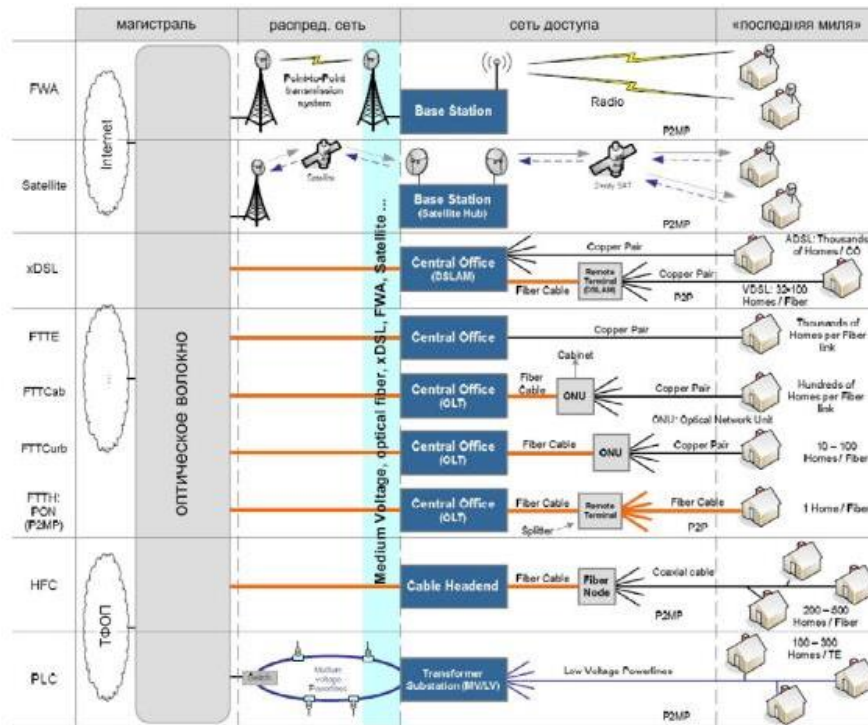 магистраль
распред. сеть
сеть доступа
«последняя миля»
FWA
Internet
Point-to-Point
transmission
system
Base Station
Radio
P2MP
Satellite
Satellite
Base Station
(Satellite Hub)
2way SAT
P2MP
xDSL
Central Office
(DSLAM)
Copper Pair
Fiber Cable
Remote
Terminal
(DSLAM)
Copper Pair
P2P
ADSL: Thousands
of Homes / CO
VDSL: 32-100
Homes / Fiber
FTTE
Central Office
Copper Pair
Thousands of
Homes per Fiber
link
FTTCab
Central Office
(OLT)
Fiber
Cable
Cabinet
ONU
Copper Pair
Hundreds of
Homes per Fiber
link
ONU: Optical Network Unit
FTTCurb
Central Office
(OLT)
Fiber Cable
ONU
Copper Pair
10 – 100
Homes / Fiber
FTTH:
PON
(P2MP)
Central Office
(OLT)
Fiber Cable
Splitter
Remote
Terminal
Fiber Cable
P2P
1 Home / Fiber
HFC
Cable Headend
Fiber Cable
Fiber
Node
Coaxial cable
P2MP
200 – 500
Homes / Fiber
ТФОП
PLC
Switch
Medium
voltage
Powerlines
Transformer
Substation (MV/LV)
Low Voltage Powerlines
P2MP
Homes / TE
ОПТИЧЕСКОЕ ВОЛОКНО
Medium Voltage, optical fiber, xDSL, FWA, Satellite ...